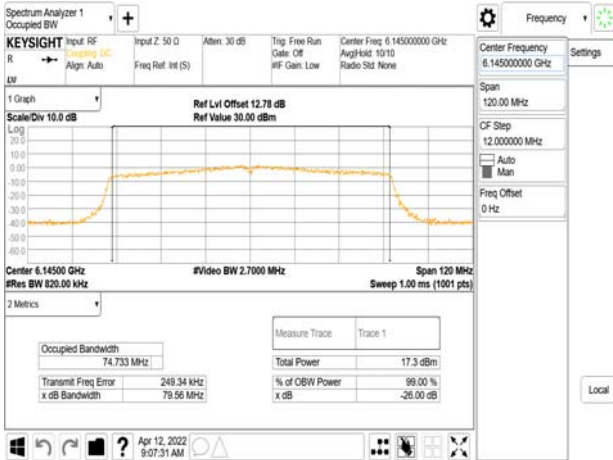 Spectrum Analyzer 1
Occupied BW
+
Frequency
KEYSIGHT
R
LVI
Input: RF
Coupling: DC
Align: Auto
Input Z: 50 Ω
Freq Ref: Int (S)
Atten: 30 dB
Trig: Free Run
Gate: Off
#IF Gain: Low
Center Freq: 6.145000000 GHz
Avg|Hold: 10/10
Radio Std: None
Center Frequency
6.145000000 GHz
Settings
Span
120.00 MHz
CF Step
12.000000 MHz
Auto
Man
Freq Offset
0 Hz
Local
1 Graph
Scale/Div 10.0 dB
Ref Lvl Offset 12.78 dB
Ref Value 30.00 dBm
Log
20.0
10.0
0.00
-10.0
-20.0
-30.0
-40.0
-50.0
-60.0
Center 6.14500 GHz
#Res BW 820.00 kHz
#Video BW 2.7000 MHz
Span 120 MHz
Sweep 1.00 ms (1001 pts)
2 Metrics
Measure Trace Trace 1
Occupied Bandwidth
74.733 MHz
Total Power 17.3 dBm
Transmit Freq Error 249.34 kHz
% of OBW Power 99.00 %
x dB Bandwidth 79.56 MHz
x dB -26.00 dB
?
Apr 12, 2022
9:07:31 AM